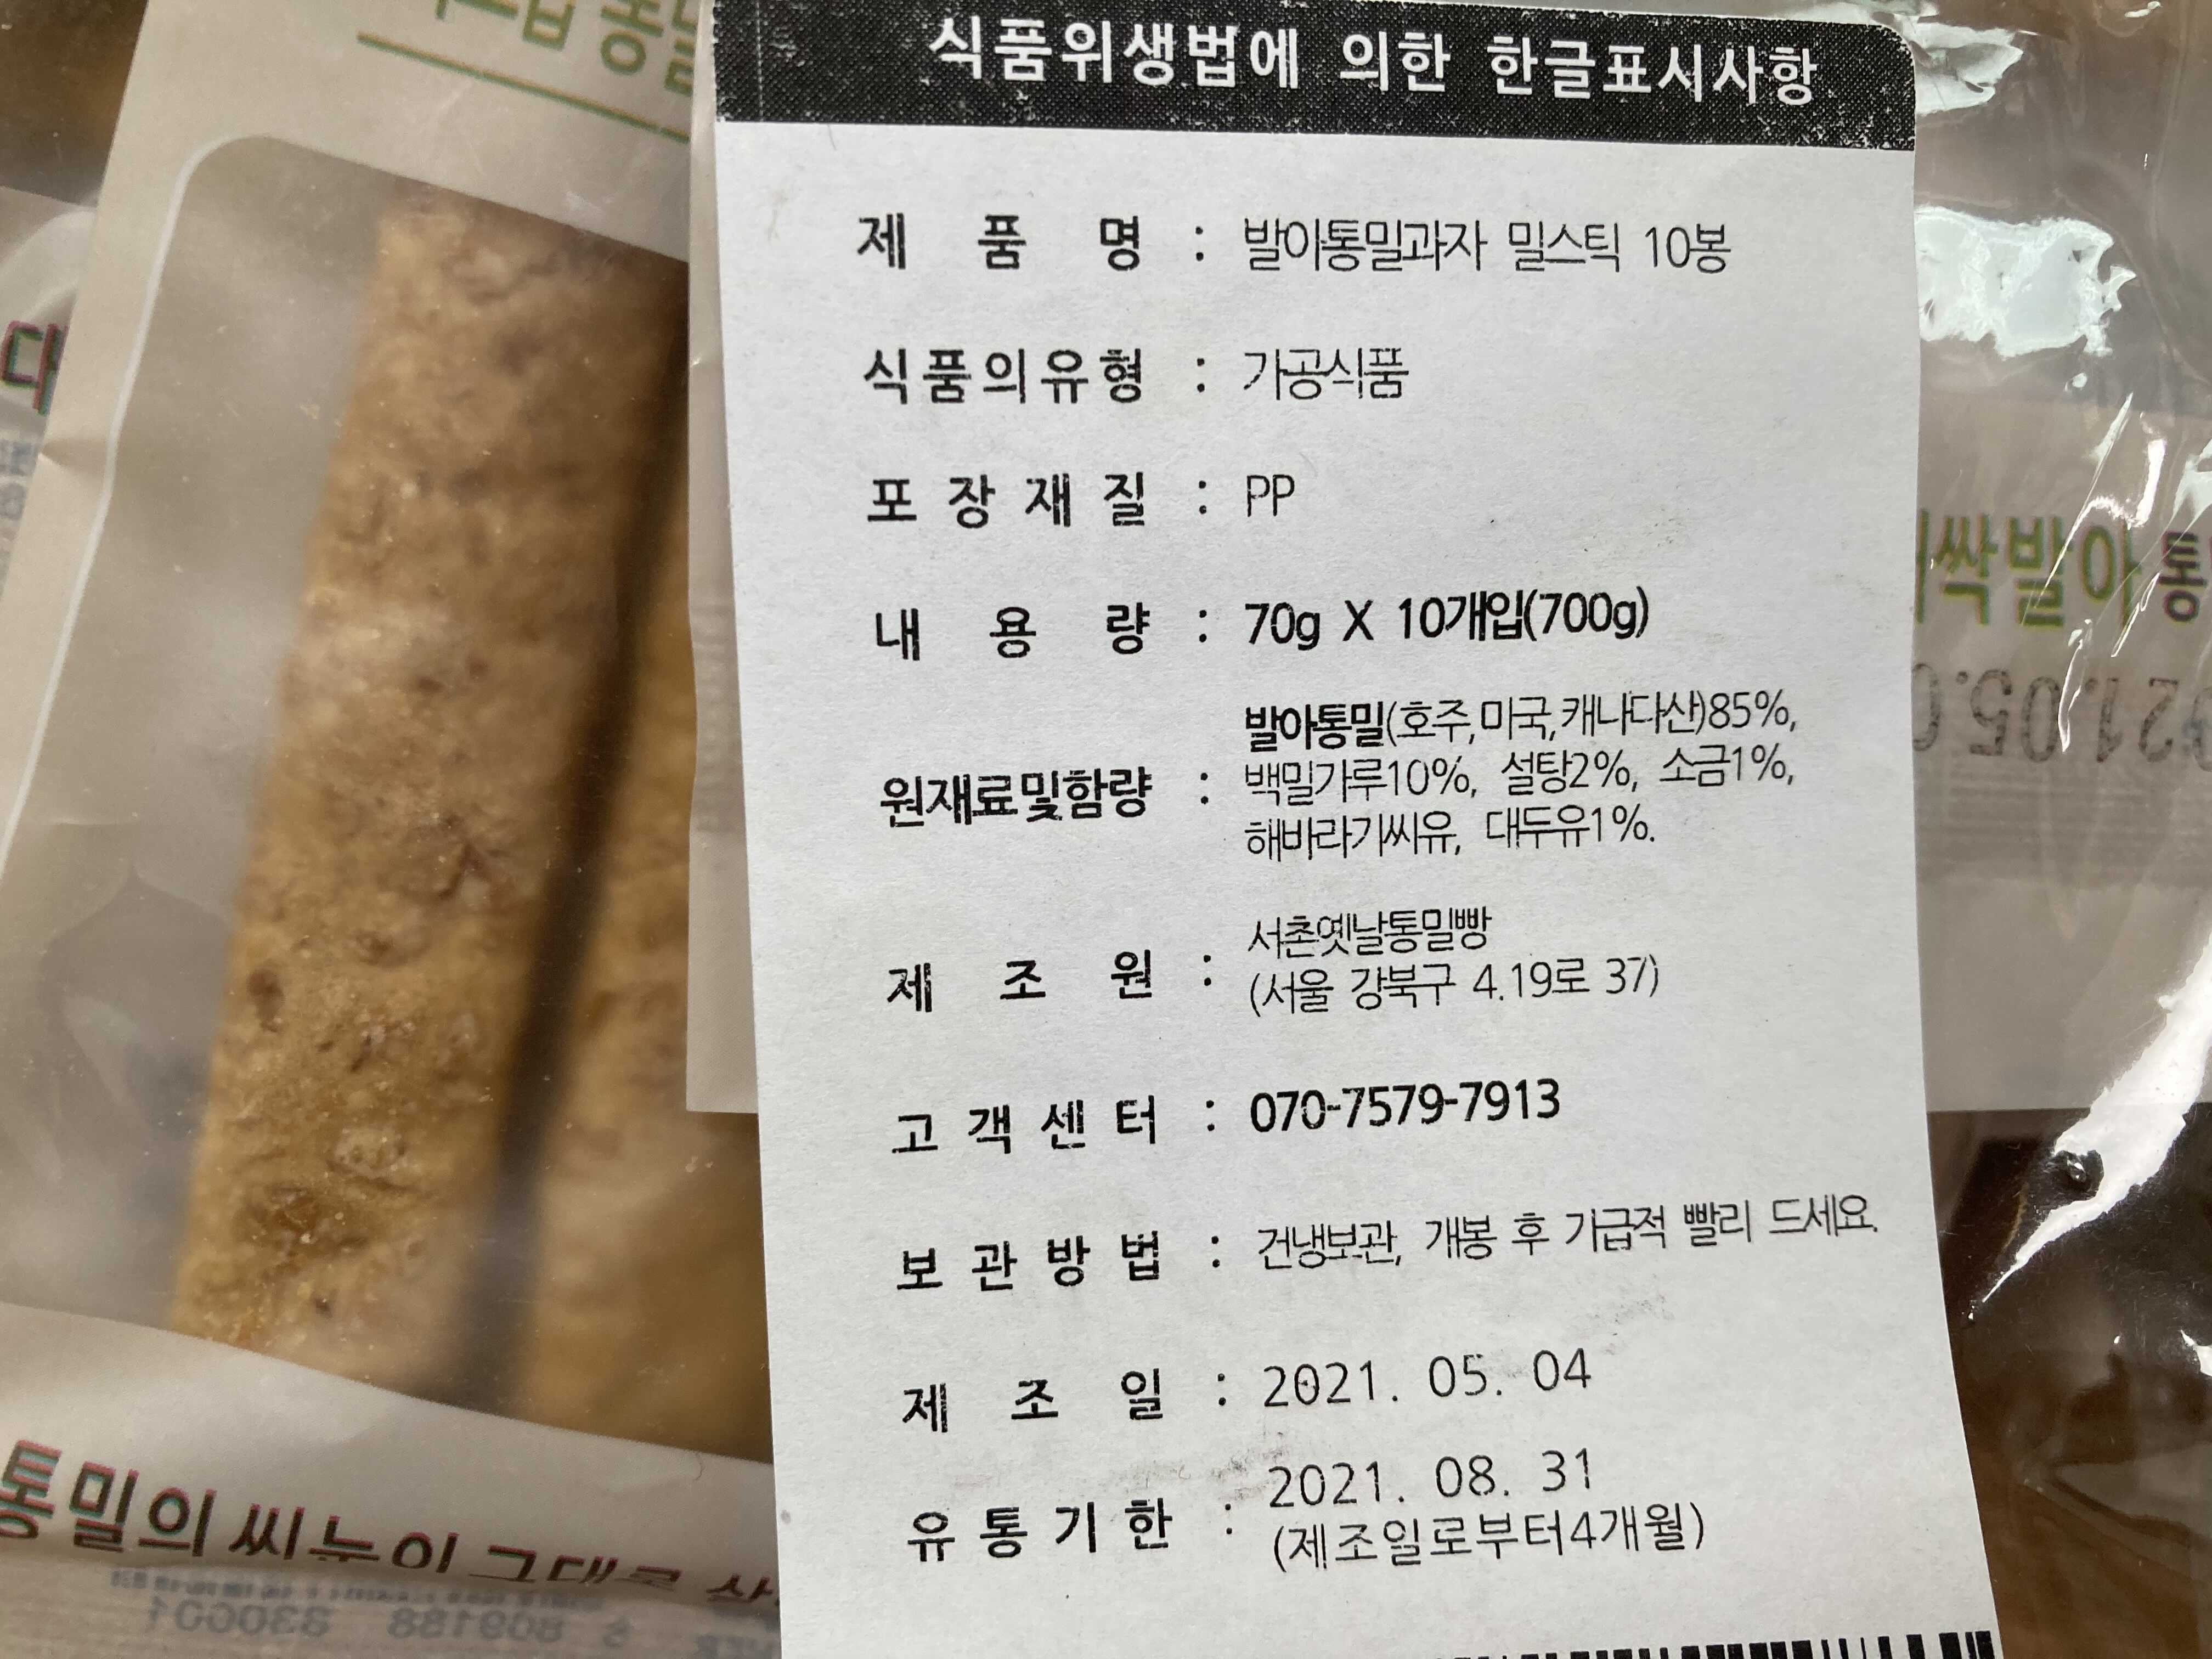 식품위생법에 의한 한글표시사항
제 품 명 : 발아통밀과자 밀스틱 10봉
식품의유형 : 가공식품
포장재질 : PP
내 용 량 : 70g X 10개입(700g)
원재료및함량 : 발아통밀(호주,미국,캐나다산)85%,
백밀가루10%, 설탕2%, 소금1%,
해바라기씨유, 대두유1%.
제 조 원 : 서촌옛날통밀빵
(서울 강북구 4.19로 37)
고객센터 : 070-7579-7913
보관방법 : 건냉보관, 개봉 후 기급적 빨리 드세요.
제 조 일 : 2021. 05. 04
유통기한 : 2021. 08. 31
(제조일로부터4개월)
싹발아 통
통밀의 씨눈이 그대로